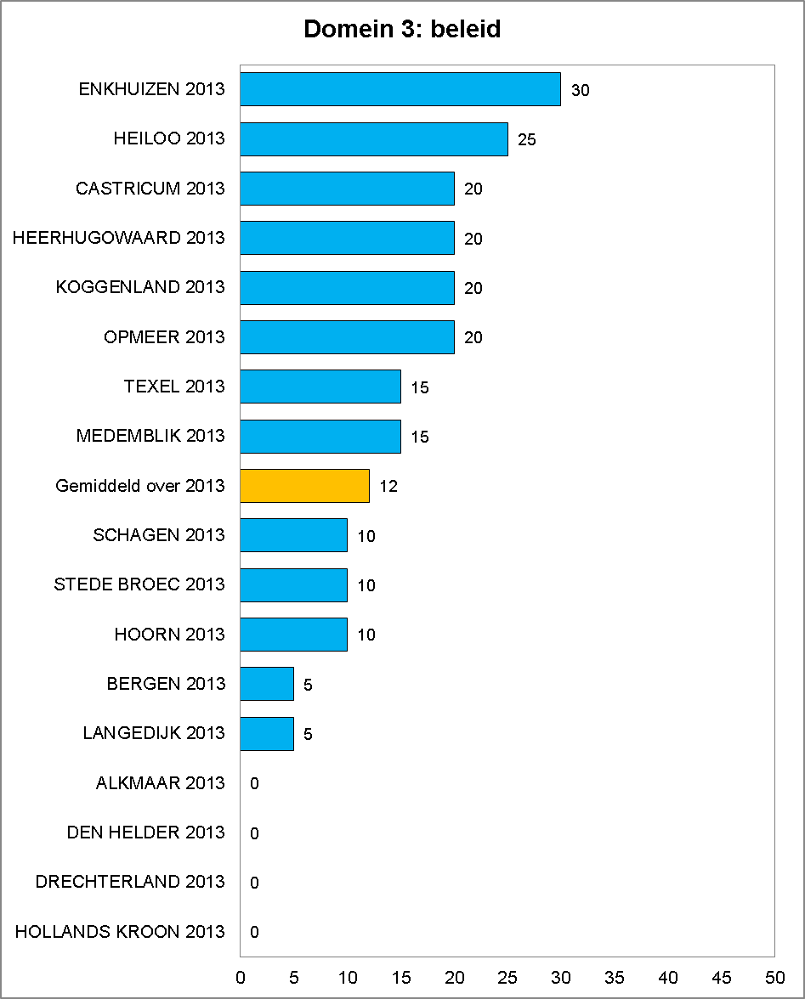 Domein 3: beleid
ENKHUIZEN 2013 30
HEILOO 2013 25
CASTRICUM 2013 20
HEERHUGOWAARD 2013 20
KOGGENLAND 2013 20
OPMEER 2013 20
TEXEL 2013 15
MEDEMBLIK 2013 15
Gemiddeld over 2013 12
SCHAGEN 2013 10
STEDE BROEC 2013 10
HOORN 2013 10
BERGEN 2013 5
LANGEDIJK 2013 5
ALKMAAR 2013 0
DEN HELDER 2013 0
DRECHTERLAND 2013 0
HOLLANDS KROON 2013 0
0 5 10 15 20 25 30 35 40 45 50